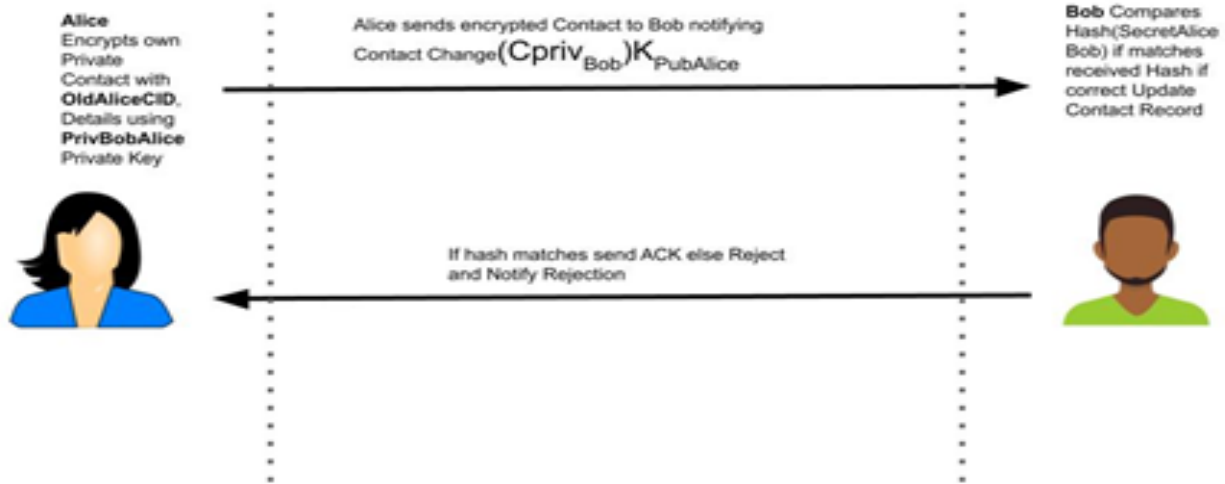 Alice
Encrypts own
Private
Contact with
OldAliceCID,
Details using
PrivBobAlice
Private Key
Alice sends encrypted Contact to Bob notifying
Contact Change(Cpriv_Bob)K_PubAlice
Bob Compares
Hash(SecretAlice
Bob) if matches
received Hash if
correct Update
Contact Record
If hash matches send ACK else Reject
and Notify Rejection